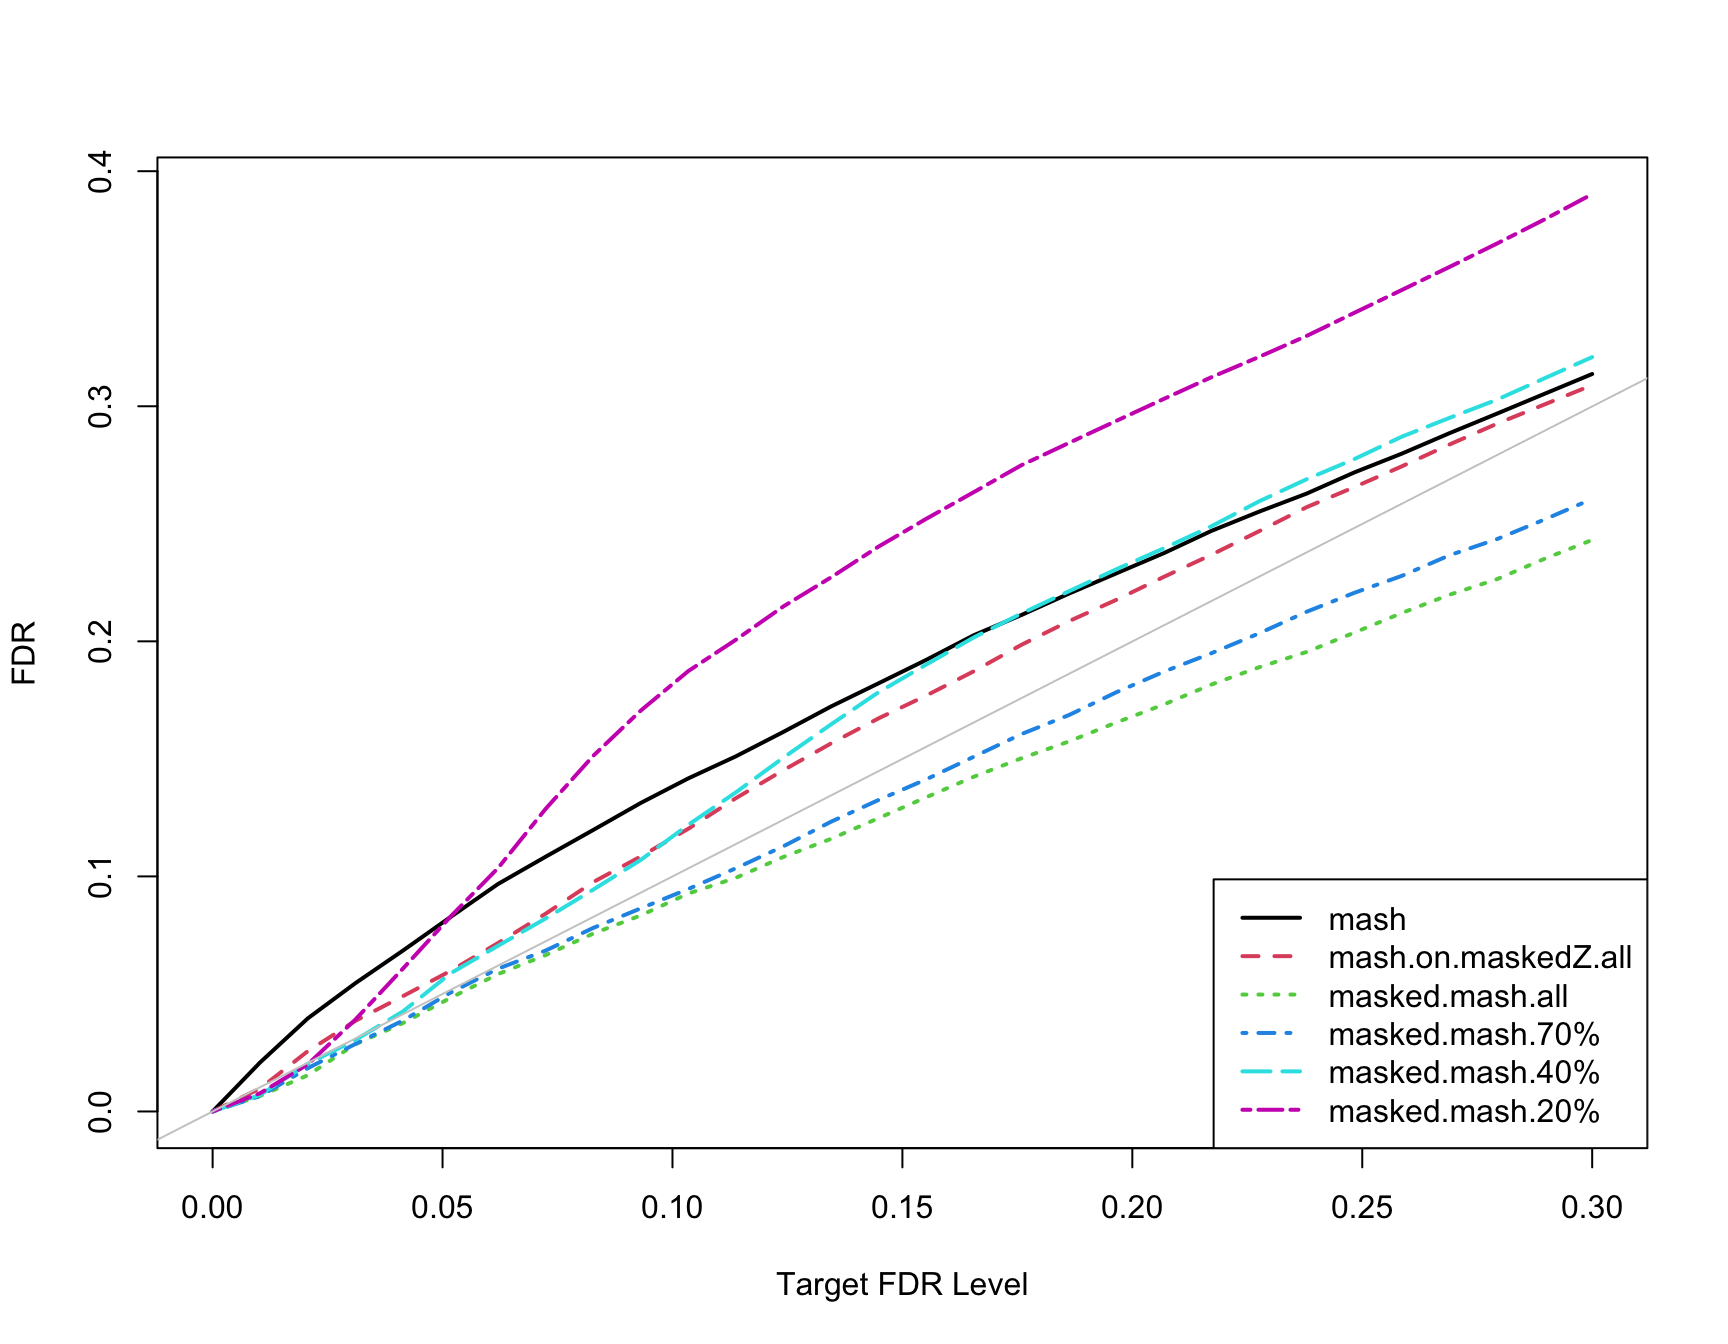 0.4
0.3
0.2
0.1
0.0
FDR
0.00 0.05 0.10 0.15 0.20 0.25 0.30
Target FDR Level
mash
mash.on.maskedZ.all
masked.mash.all
masked.mash.70%
masked.mash.40%
masked.mash.20%